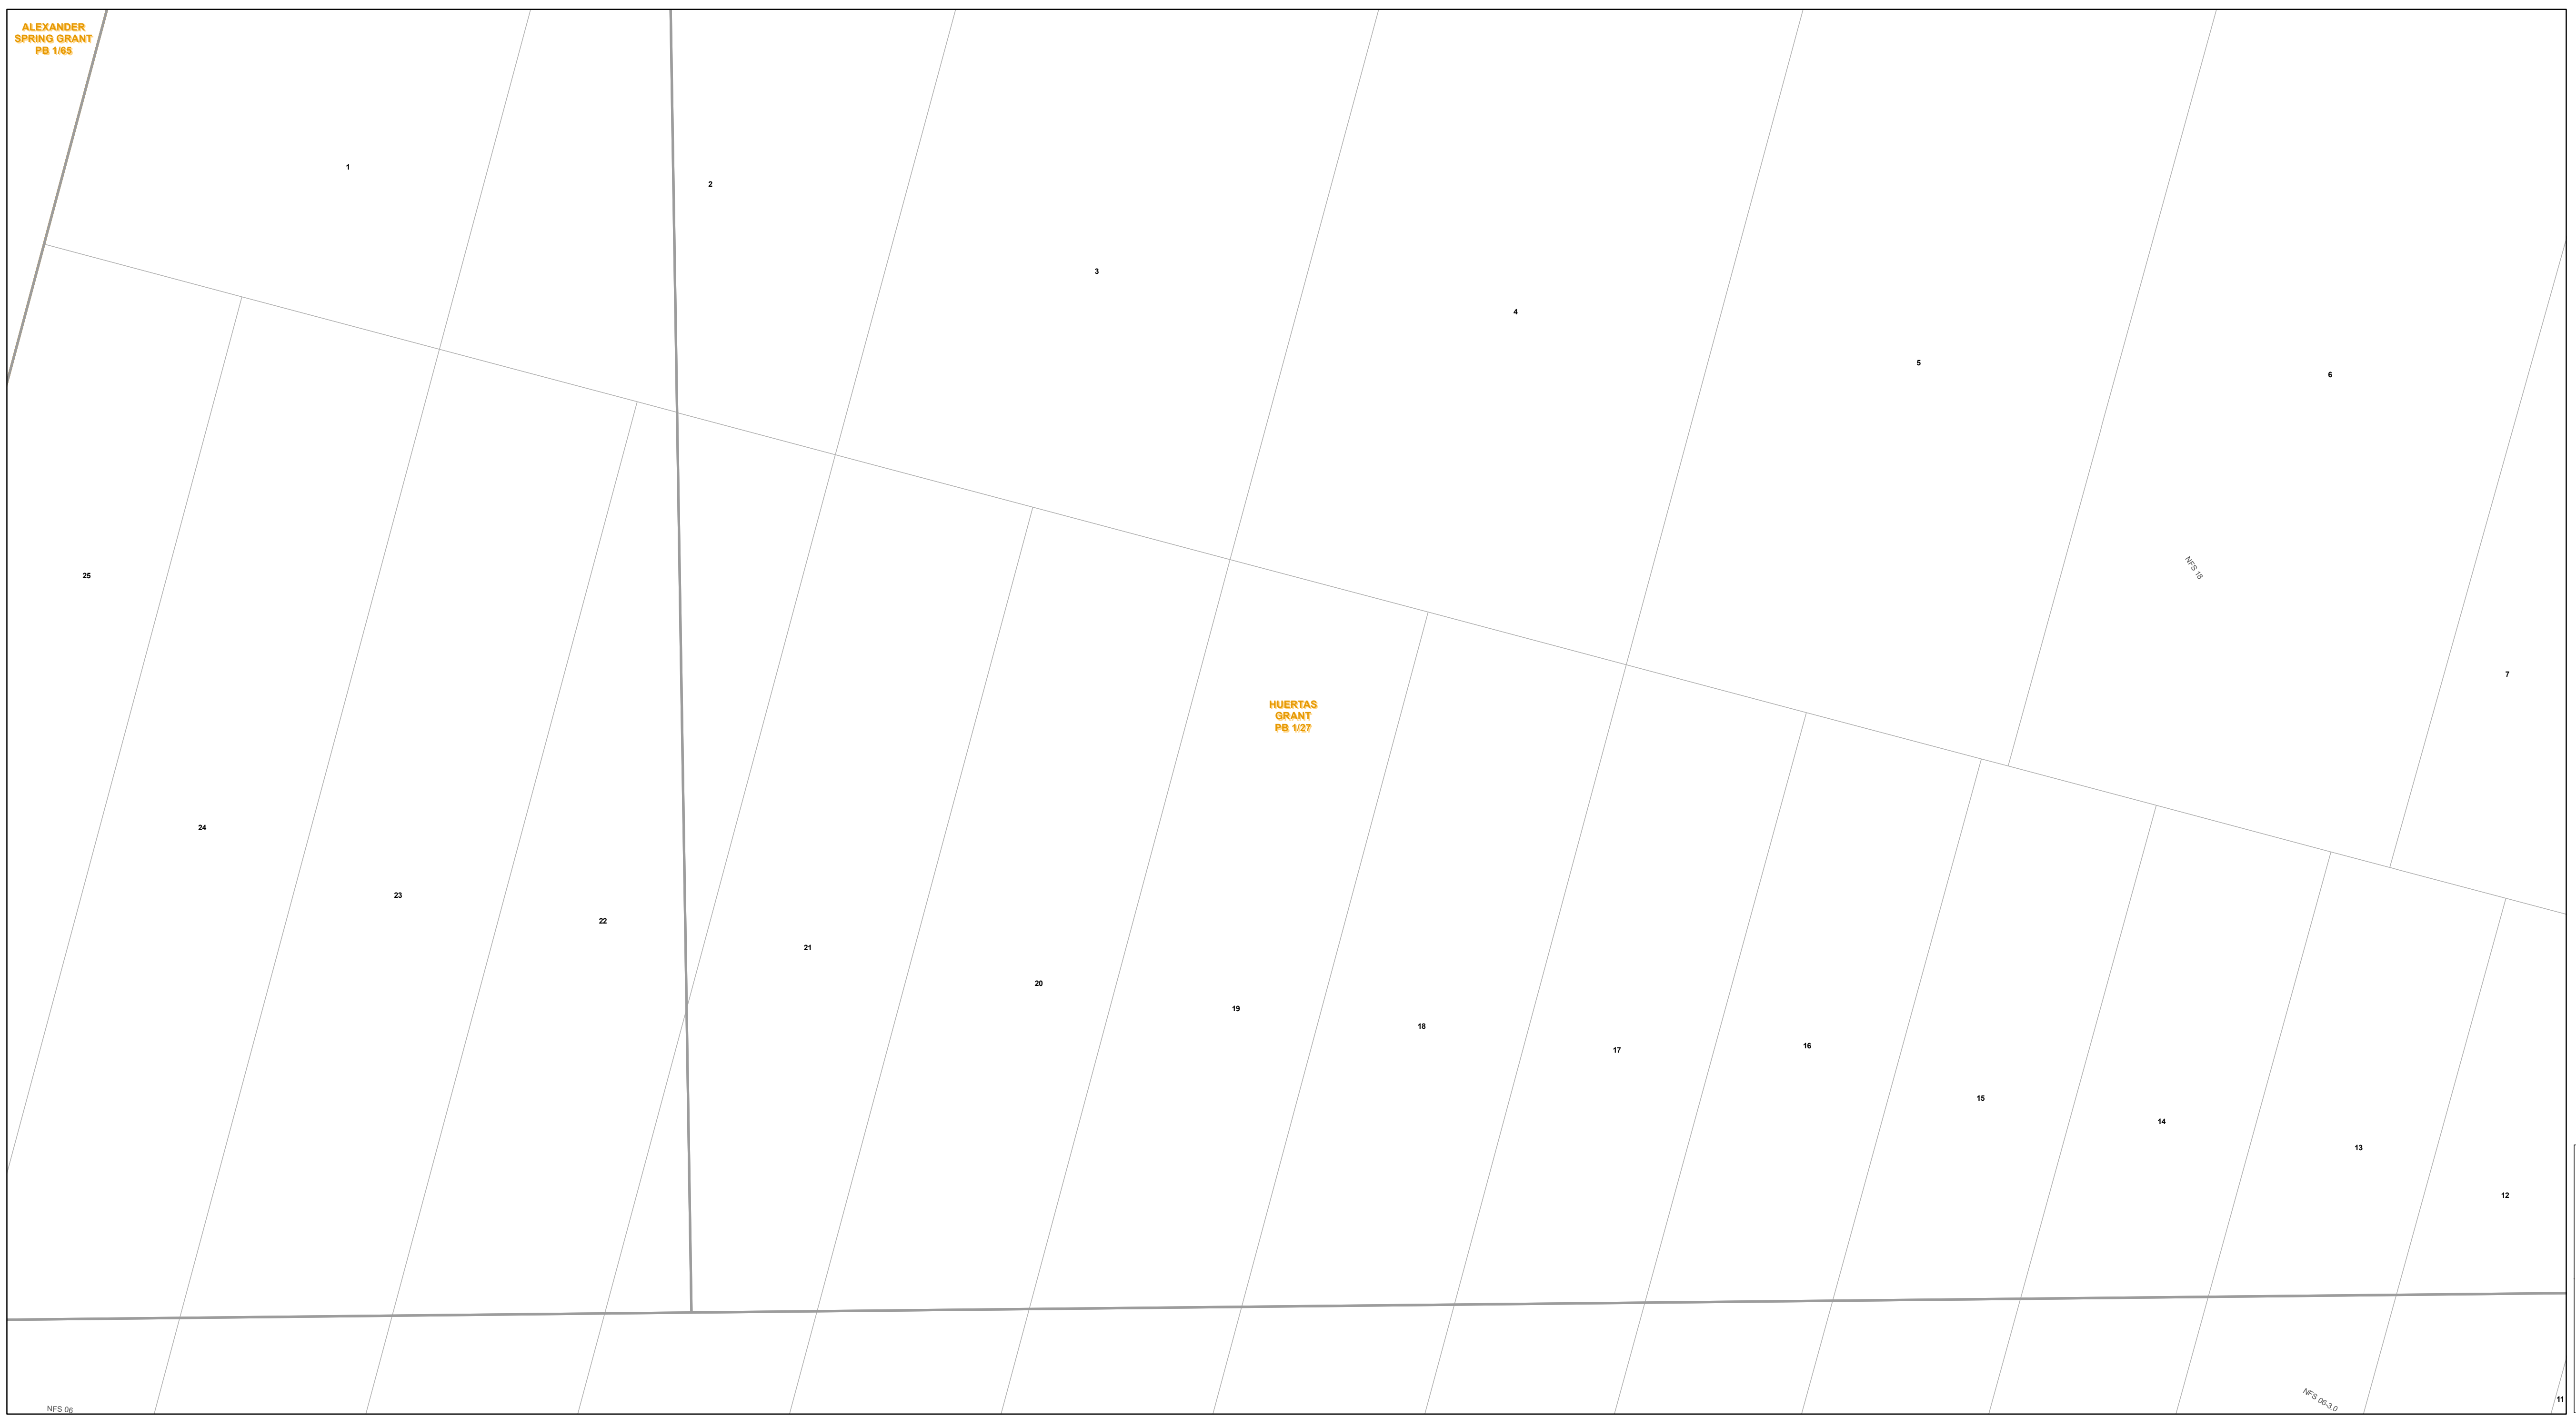 ALEXANDER
SPRING GRANT
PB 1/65
1
2
3
4
5
6
NFS 18
7
25
HUERTAS
GRANT
PB 1/27
24
23
22
21
20
19
18
17
16
15
14
13
12
NFS 06
NFS 06-3.0
11